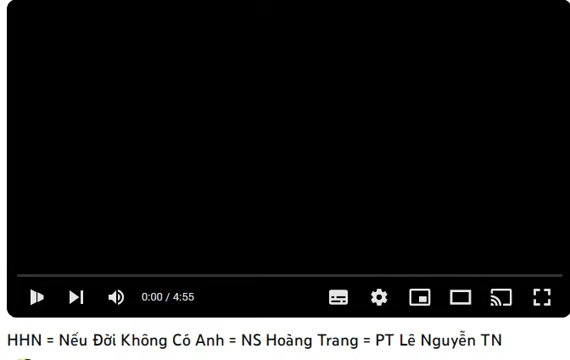 0:00 / 4:55
HHN = Nếu Đời Không Có Anh = NS Hoàng Trang = PT Lê Nguyễn TN